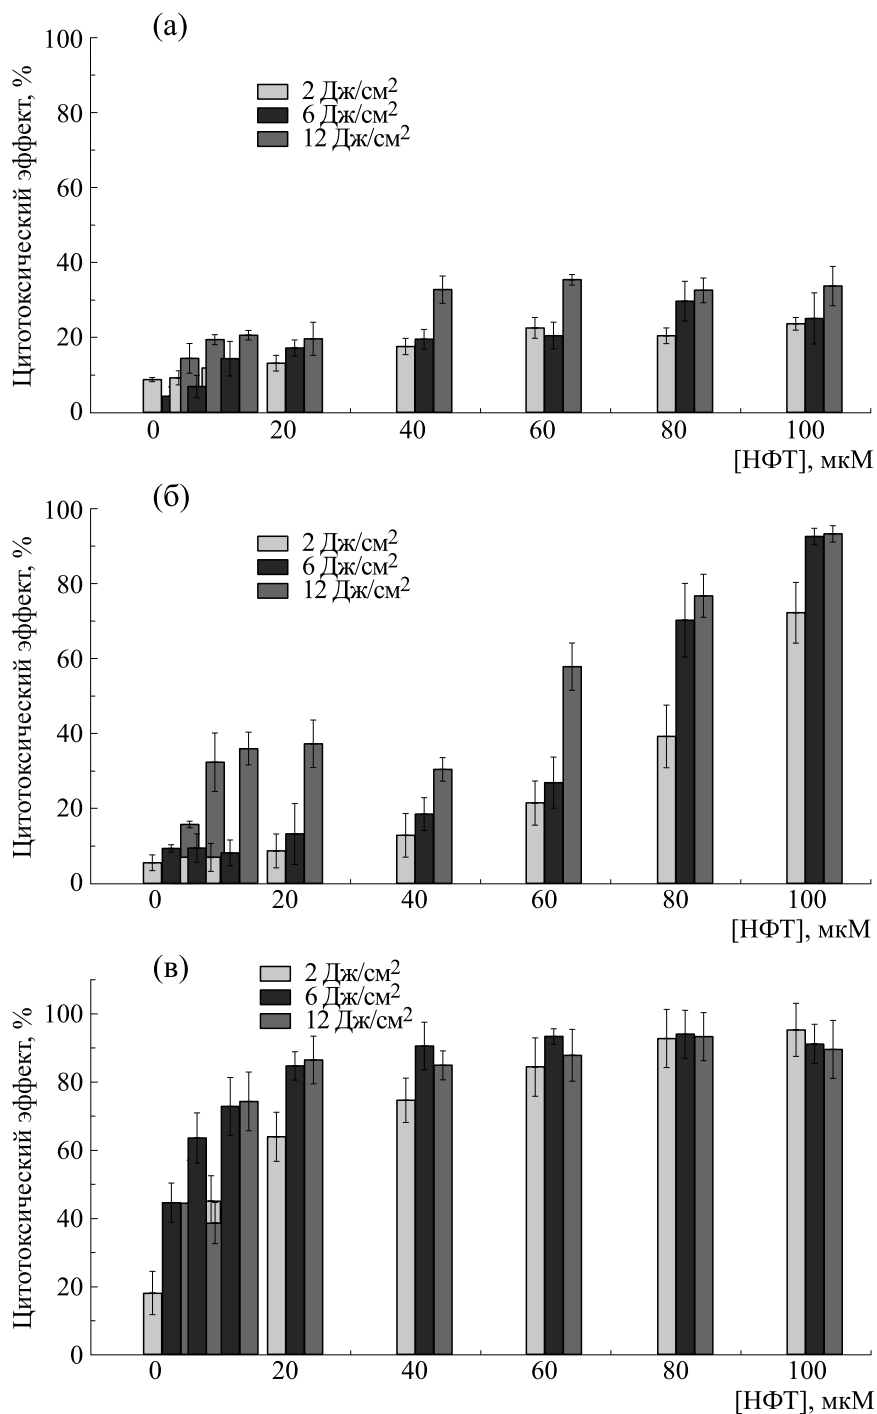 (а)
100
80
60
40
20
0
Цитотоксический эффект, %
2 Дж/см²
6 Дж/см²
12 Дж/см²
0 20 40 60 80 100
[НФТ], мкМ
(б)
100
80
60
40
20
0
Цитотоксический эффект, %
2 Дж/см²
6 Дж/см²
12 Дж/см²
0 20 40 60 80 100
[НФТ], мкМ
(в)
100
80
60
40
20
0
Цитотоксический эффект, %
2 Дж/см²
6 Дж/см²
12 Дж/см²
0 20 40 60 80 100
[НФТ], мкМ